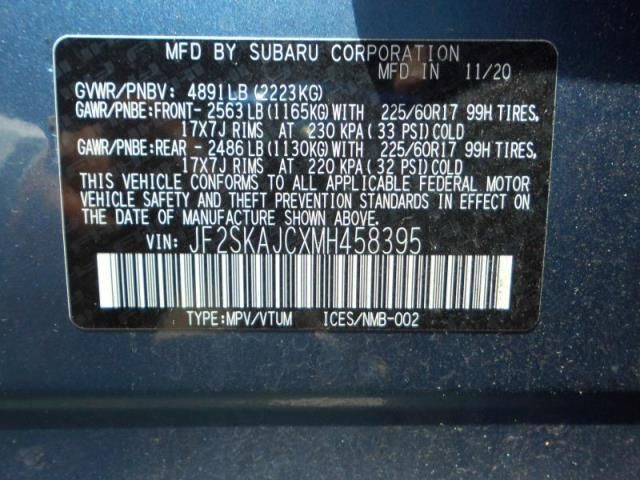 MFD BY SUBARU CORPORATION
MFD IN 11/20
GVWR/PNBV: 4891LB(2223KG)
GAWR/PNBE:FRONT- 2563LB(1165KG)WITH 225/60R17 99H TIRES,
17X7J RIMS AT 230 KPA(33 PSI)COLD
GAWR/PNBE:REAR - 2486LB(1130KG)WITH 225/60R17 99H TIRES,
17X7J RIMS AT 220 KPA(32 PSI)COLD
THIS VEHICLE CONFORMS TO ALL APPLICABLE FEDERAL MOTOR
VEHICLE SAFETY AND THEFT PREVENTION STANDARDS IN EFFECT
ON THE DATE OF MANUFACTURE SHOWN ABOVE.
VIN: JF2SKAJCXMH458395
TYPE:MPV/VTUM ICES/NMB-002